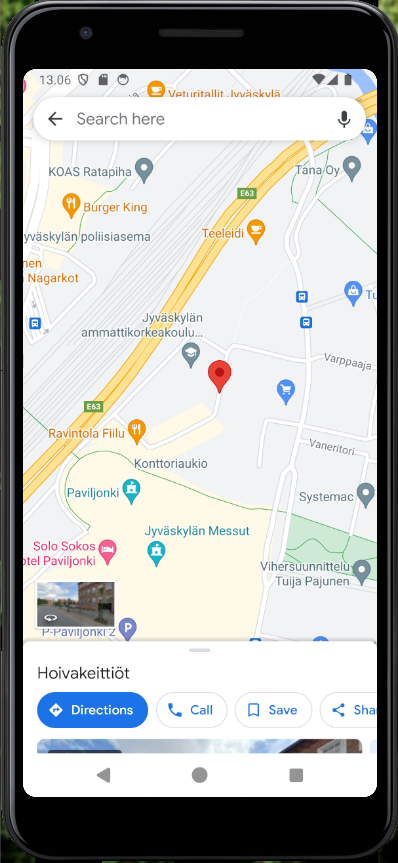 13.06
Veturitallit Jyväskylä
Search here
KOAS Ratapiha
Tana Oy
E63
Burger King
Teeleidi
yväskylän poliisiasema
nen
Nagarkot
Tu
Jyväskylän
ammattikorkeakoulu...
Varppaaja
E63
Ravintola Fiilu
Vaneritori
Konttoriaukio
Paviljonki
Systemac
Jyväskylän Messut
Solo Sokos
otel Paviljonki
Vihersuunnittelu
Tuija Pajunen
P-Paviljonki 2
P
Hoivakeittiöt
Directions
Call
Save
Sha